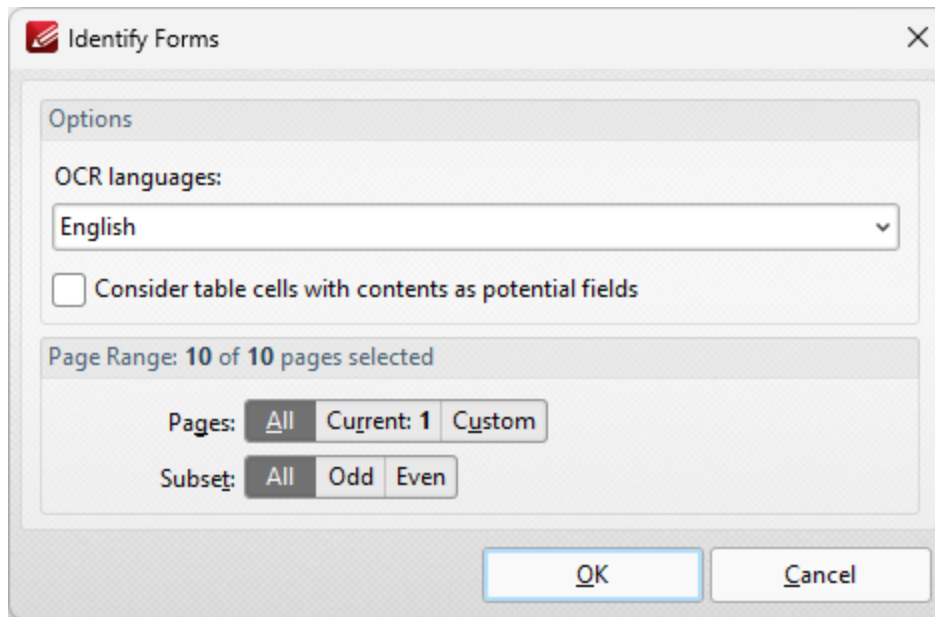 Identify Forms
Options
OCR languages:
English
Consider table cells with contents as potential fields
Page Range: 10 of 10 pages selected
Pages: All Current: 1 Custom
Subset: All Odd Even
OK Cancel